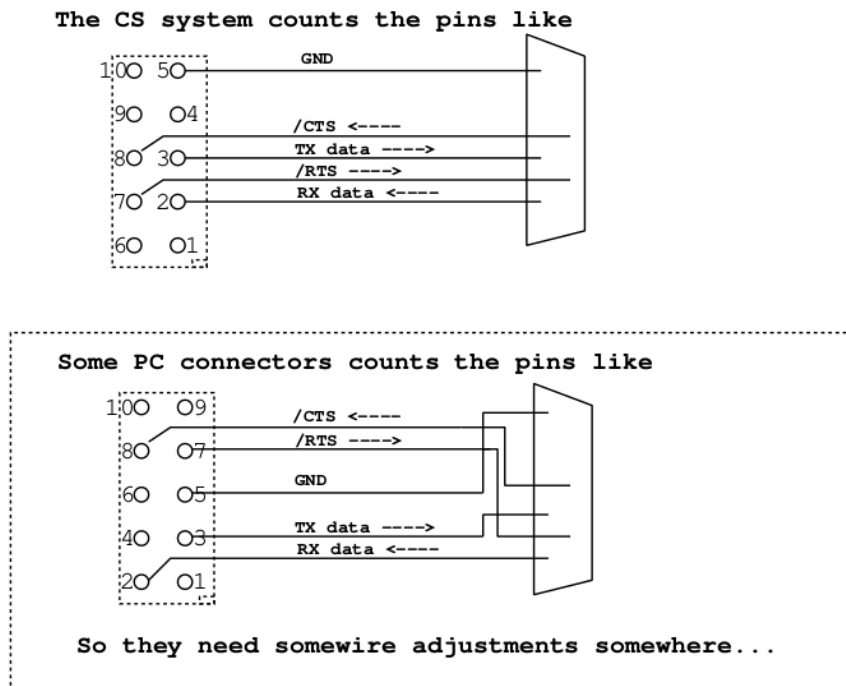 The CS system counts the pins like
GND
10 5
9 4
/CTS <----
8 3 TX data ---->
/RTS ---->
7 2 RX data <----
6 1
Some PC connectors counts the pins like
10 9
/CTS <----
8 7 /RTS ---->
GND
6 5
TX data ---->
4 3
RX data <----
2 1
So they need somewire adjustments somewhere...